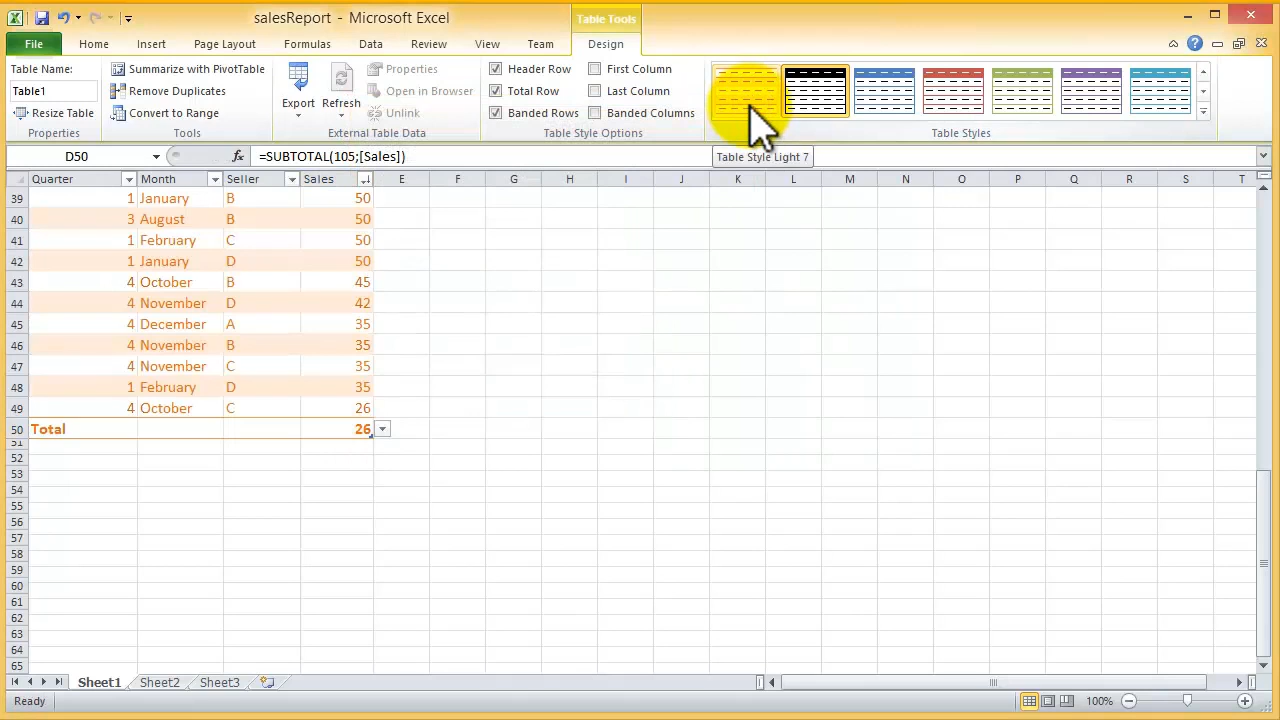 salesReport - Microsoft Excel
Table Tools
File
Home
Insert
Page Layout
Formulas
Data
Review
View
Team
Design
Table Name:
table1
Resize Table
Properties
Summarize with PivotTable
Remove Duplicates
Convert to Range
Tools
Export
Refresh
Properties
Open in Browser
Unlink
External Table Data
Header Row
Total Row
Banded Rows
First Column
Last Column
Banded Columns
Table Style Options
Table Styles
D50
fx
=SUBTOTAL(105;[Sales])
Table Style Light 7
Quarter Month Seller Sales E F G H I J K L M N O P Q R S T
39 1 January B 50
40 3 August B 50
41 1 February C 50
42 1 January D 50
43 4 October B 45
44 4 November D 42
45 4 December A 35
46 4 November B 35
47 4 November C 35
48 1 February D 35
49 4 October C 26
50 Total 26
51
52
53
54
55
56
57
58
59
60
61
62
63
64
65
Sheet1 Sheet2 Sheet3
Ready
100%